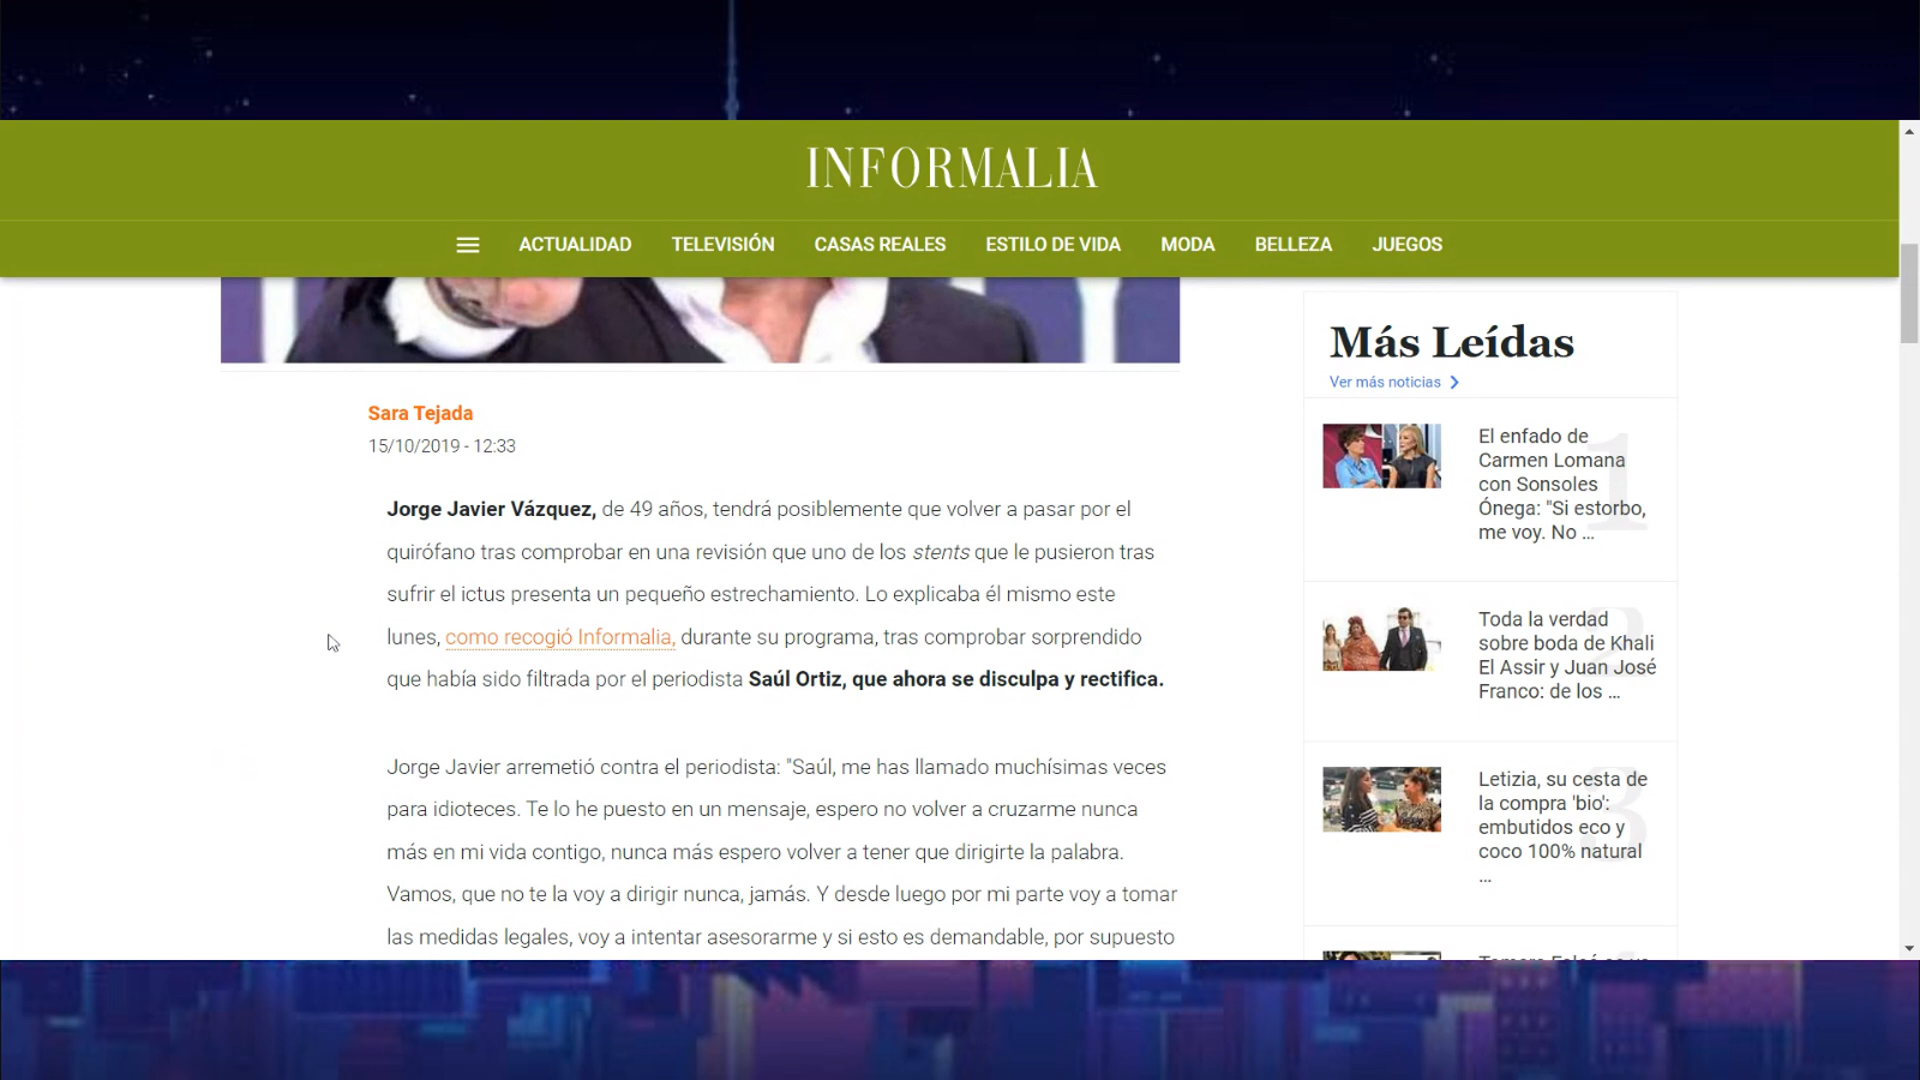 INFORMALIA
ACTUALIDAD TELEVISIÓN CASAS REALES ESTILO DE VIDA MODA BELLEZA JUEGOS
Sara Tejada
15/10/2019 - 12:33
Jorge Javier Vázquez, de 49 años, tendrá posiblemente que volver a pasar por el
quirófano tras comprobar en una revisión que uno de los stents que le pusieron tras
sufrir el ictus presenta un pequeño estrechamiento. Lo explicaba él mismo este
lunes, como recogió Informalia, durante su programa, tras comprobar sorprendido
que había sido filtrada por el periodista Saúl Ortiz, que ahora se disculpa y rectifica.
Jorge Javier arremetió contra el periodista: "Saúl, me has llamado muchísimas veces
para idioteces. Te lo he puesto en un mensaje, espero no volver a cruzarme nunca
más en mi vida contigo, nunca más espero volver a tener que dirigirte la palabra.
Vamos, que no te la voy a dirigir nunca, jamás. Y desde luego por mi parte voy a tomar
las medidas legales, voy a intentar asesorarme y si esto es demandable, por supuesto
Más Leídas
Ver más noticias
1
El enfado de
Carmen Lomana
con Sonsoles
Ónega: "Si estorbo,
me voy. No ...
2
Toda la verdad
sobre boda de Khali
El Assir y Juan José
Franco: de los ...
3
Letizia, su cesta de
la compra 'bio':
embutidos eco y
coco 100% natural
...